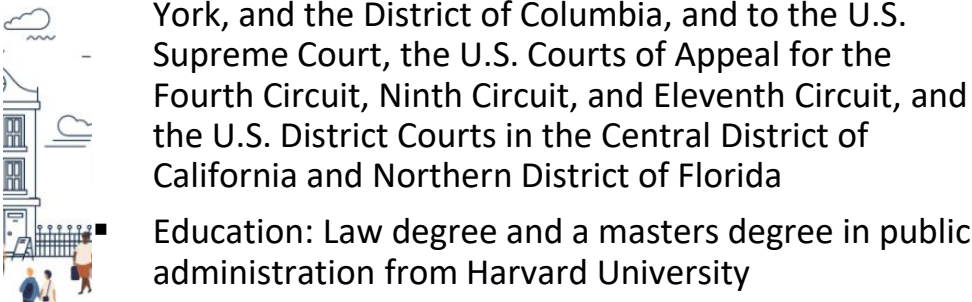 York, and the District of Columbia, and to the U.S.
Supreme Court, the U.S. Courts of Appeal for the
Fourth Circuit, Ninth Circuit, and Eleventh Circuit, and
the U.S. District Courts in the Central District of
California and Northern District of Florida
▪ Education: Law degree and a masters degree in public
administration from Harvard University